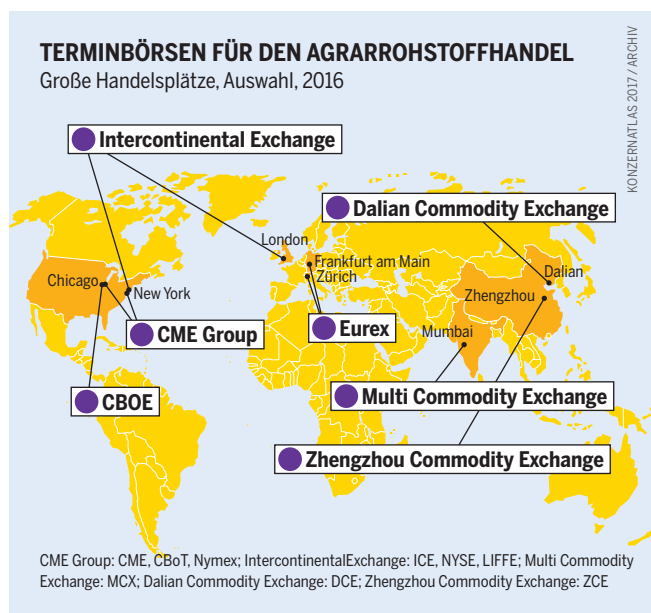 TERMINBÖRSEN FÜR DEN AGRARROHSTOFFHANDEL
Große Handelsplätze, Auswahl, 2016
KONZERNATLAS 2017 / ARCHIV
Intercontinental Exchange
Dalian Commodity Exchange
London
Frankfurt am Main
Zürich
Dalian
Chicago
New York
Zhengzhou
CME Group
Eurex
Mumbai
CBOE
Multi Commodity Exchange
Zhengzhou Commodity Exchange
CME Group: CME, CBoT, Nymex; IntercontinentalExchange: ICE, NYSE, LIFFE; Multi Commodity
Exchange: MCX; Dalian Commodity Exchange: DCE; Zhengzhou Commodity Exchange: ZCE